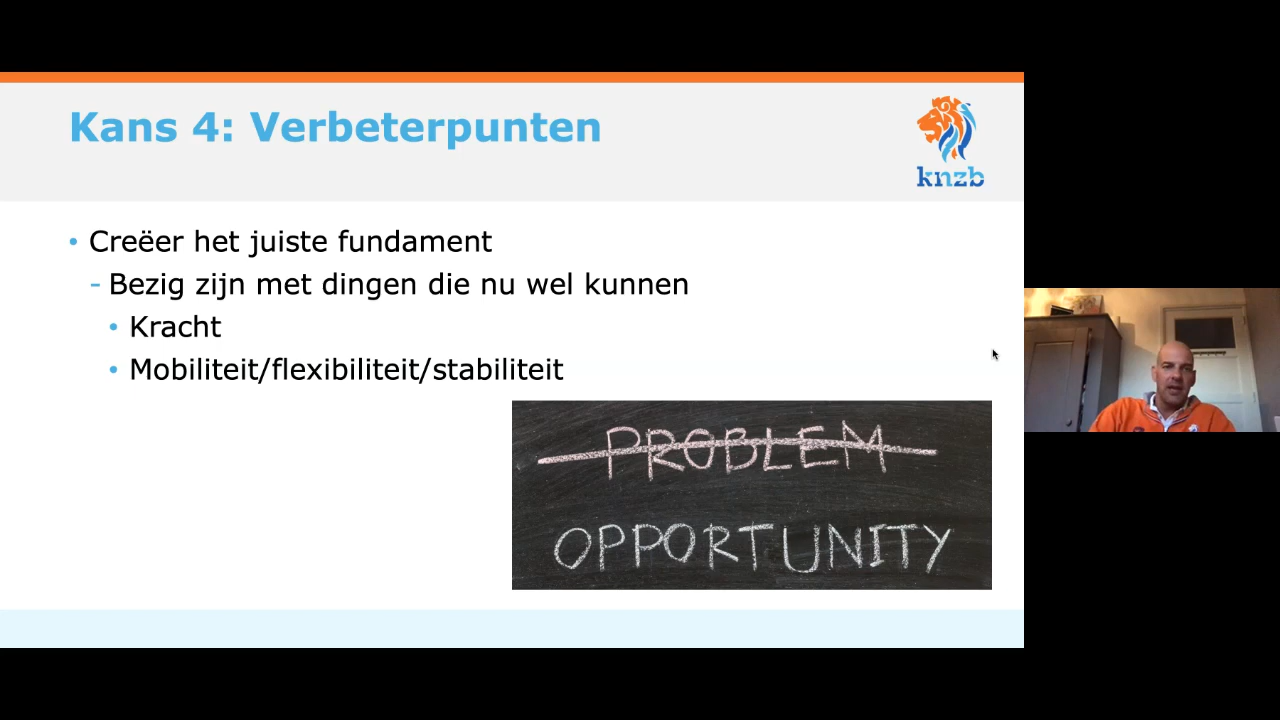 Kans 4: Verbeterpunten
knzb
• Creëer het juiste fundament
- Bezig zijn met dingen die nu wel kunnen
• Kracht
• Mobiliteit/flexibiliteit/stabiliteit
PROBLEM
OPPORTUNITY